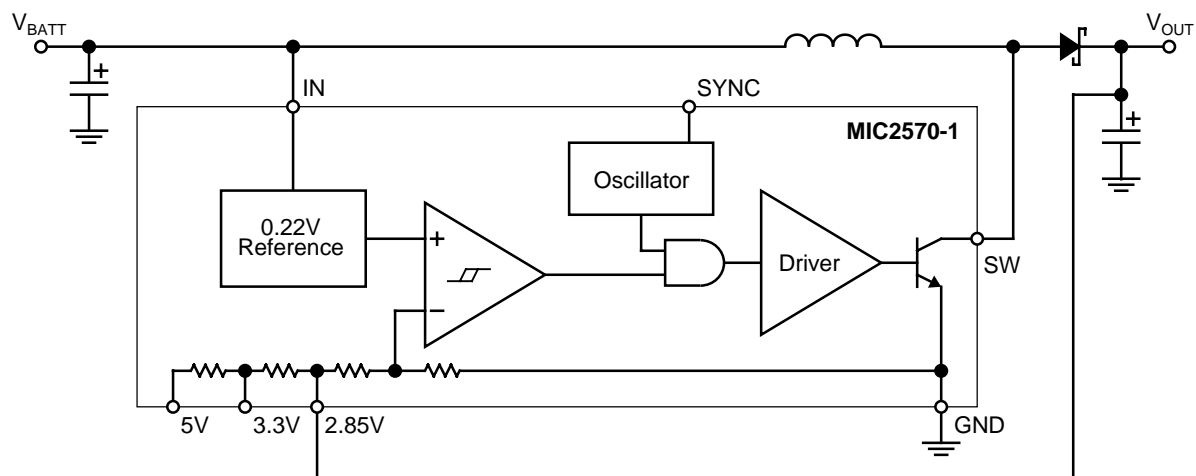 VBATT
VOUT
+
IN
SYNC
+
MIC2570-1
Oscillator
0.22V
Reference
+
Driver
SW
−
5V
3.3V
2.85V
GND